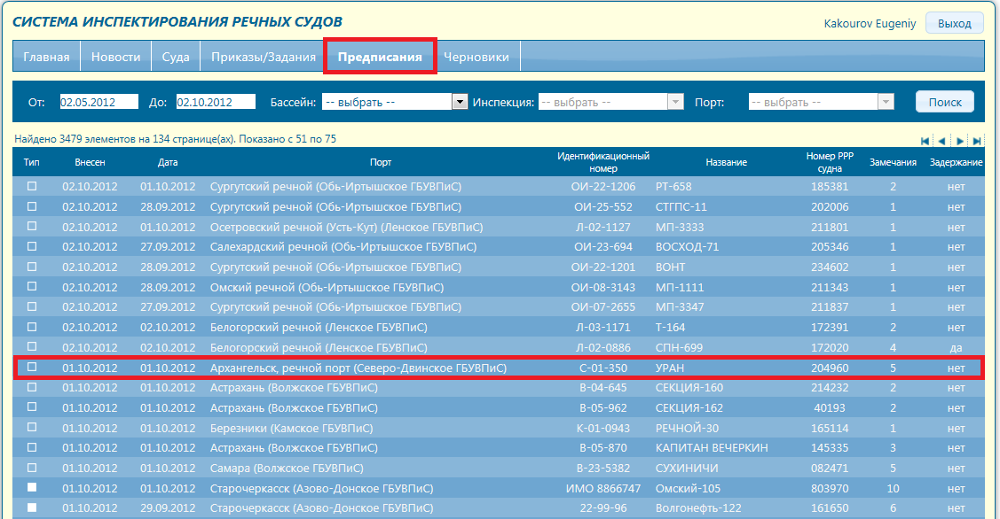 СИСТЕМА ИНСПЕКТИРОВАНИЯ РЕЧНЫХ СУДОВ
Kakourov Eugeniy Выход
Главная Новости Суда Приказы/Задания Предписания Черновики
От: 02.05.2012 До: 02.10.2012 Бассейн: -- выбрать -- Инспекция: -- выбрать -- Порт: -- выбрать -- Поиск
Найдено 3479 элементов на 134 странице(ах). Показано с 51 по 75
Тип Внесен Дата Порт Идентификационный номер Название Номер РРР судна Замечания Задержание
02.10.2012 01.10.2012 Сургутский речной (Обь-Иртышское ГБУВПиС) ОИ-22-1206 РТ-658 185381 2 нет
02.10.2012 28.09.2012 Сургутский речной (Обь-Иртышское ГБУВПиС) ОИ-25-552 СТГПС-11 202006 1 нет
02.10.2012 01.10.2012 Осетровский речной (Усть-Кут) (Ленское ГБУВПиС) Л-02-1127 МП-3333 211801 1 нет
02.10.2012 27.09.2012 Салехардский речной (Обь-Иртышское ГБУВПиС) ОИ-23-694 ВОСХОД-71 205346 1 нет
02.10.2012 28.09.2012 Сургутский речной (Обь-Иртышское ГБУВПиС) ОИ-22-1201 ВОНТ 234602 1 нет
02.10.2012 28.09.2012 Омский речной (Обь-Иртышское ГБУВПиС) ОИ-08-3143 МП-1111 211343 1 нет
02.10.2012 27.09.2012 Сургутский речной (Обь-Иртышское ГБУВПиС) ОИ-07-2655 МП-3347 211837 1 нет
02.10.2012 02.10.2012 Белогорский речной (Ленское ГБУВПиС) Л-03-1171 Т-164 172391 2 нет
02.10.2012 02.10.2012 Белогорский речной (Ленское ГБУВПиС) Л-02-0886 СПН-699 172020 4 да
01.10.2012 01.10.2012 Архангельск, речной порт (Северо-Двинское ГБУВПиС) С-01-350 УРАН 204960 5 нет
01.10.2012 01.10.2012 Астрахань (Волжское ГБУВПиС) В-04-645 СЕКЦИЯ-160 214232 2 нет
01.10.2012 01.10.2012 Астрахань (Волжское ГБУВПиС) В-05-962 СЕКЦИЯ-162 40193 2 нет
01.10.2012 01.10.2012 Березники (Камское ГБУВПиС) К-01-0943 РЕЧНОЙ-30 165114 1 нет
01.10.2012 01.10.2012 Астрахань (Волжское ГБУВПиС) В-05-870 КАПИТАН ВЕЧЕРКИН 145335 3 нет
01.10.2012 01.10.2012 Самара (Волжское ГБУВПиС) В-23-5382 СУХИНИЧИ 082471 5 нет
01.10.2012 01.10.2012 Старочеркасск (Азово-Донское ГБУВПиС) ИМО 8866747 Омский-105 803970 10 нет
01.10.2012 29.09.2012 Старочеркасск (Азово-Донское ГБУВПиС) 22-99-96 Волгонефть-122 161650 6 нет